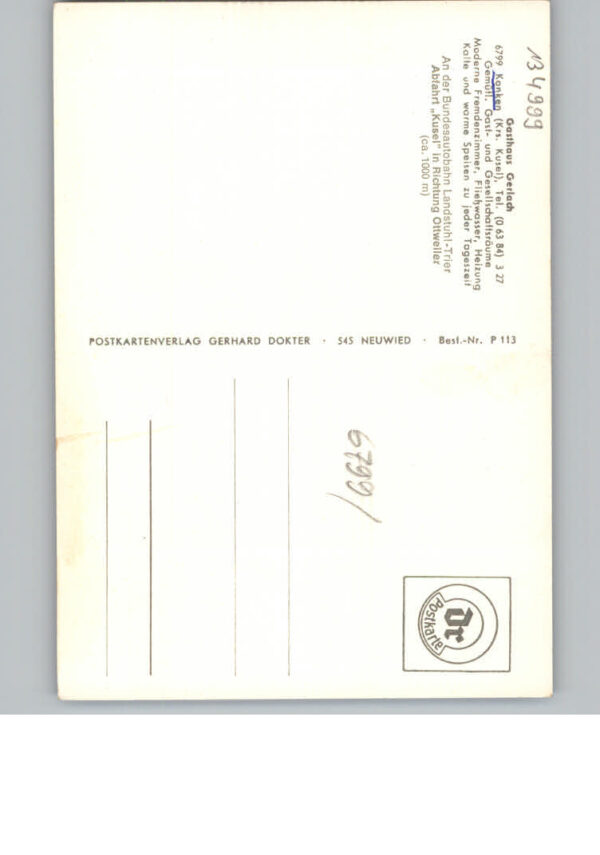 134999
Gasthaus Gerlach
6799 Konken (Krs. Kusel), Tel. (0 63 84) 3 27
Gemütl. Gast- und Gesellschaftsräume
Moderne Fremdenzimmer, Fließwasser, Heizung
Kalte und warme Speisen zu jeder Tageszeit
An der Bundesautobahn Landstuhl-Trier
Abfahrt „Kusel" in Richtung Ottweiler
(ca. 1000 m)
POSTKARTENVERLAG GERHARD DOKTER · 545 NEUWIED · Best.-Nr. P 113
6799/
Dr
Postkarte